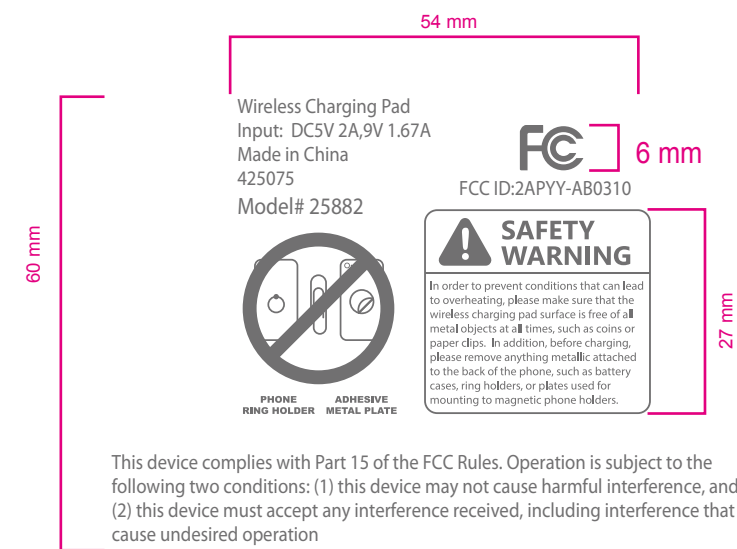 54 mm
Wireless Charging Pad
Input: DC5V 2A,9V 1.67A
Made in China
425075
Model# 25882
FC
6 mm
FCC ID:2APYY-AB0310
60 mm
SAFETY
WARNING
In order to prevent conditions that can lead
to overheating, please make sure that the
wireless charging pad surface is free of all
metal objects at all times, such as coins or
paper clips. In addition, before charging,
please remove anything metallic attached
to the back of the phone, such as battery
cases, ring holders, or plates used for
mounting to magnetic phone holders.
27 mm
PHONE
RING HOLDER
ADHESIVE
METAL PLATE
This device complies with Part 15 of the FCC Rules. Operation is subject to the
following two conditions: (1) this device may not cause harmful interference, and
(2) this device must accept any interference received, including interference that
cause undesired operation